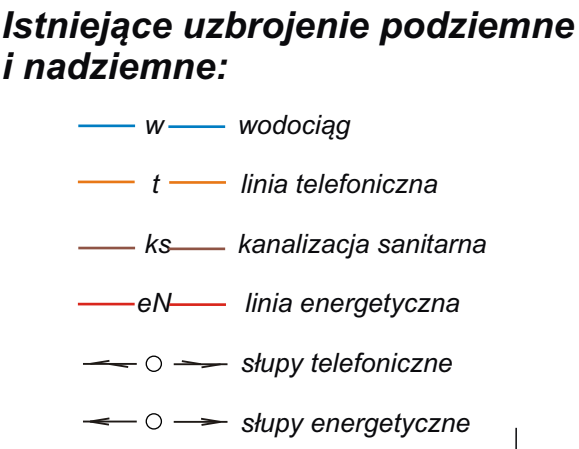 Istniejące uzbrojenie podziemne
i nadziemne:
w wodociąg
t linia telefoniczna
ks kanalizacja sanitarna
eN linia energetyczna
słupy telefoniczne
słupy energetyczne